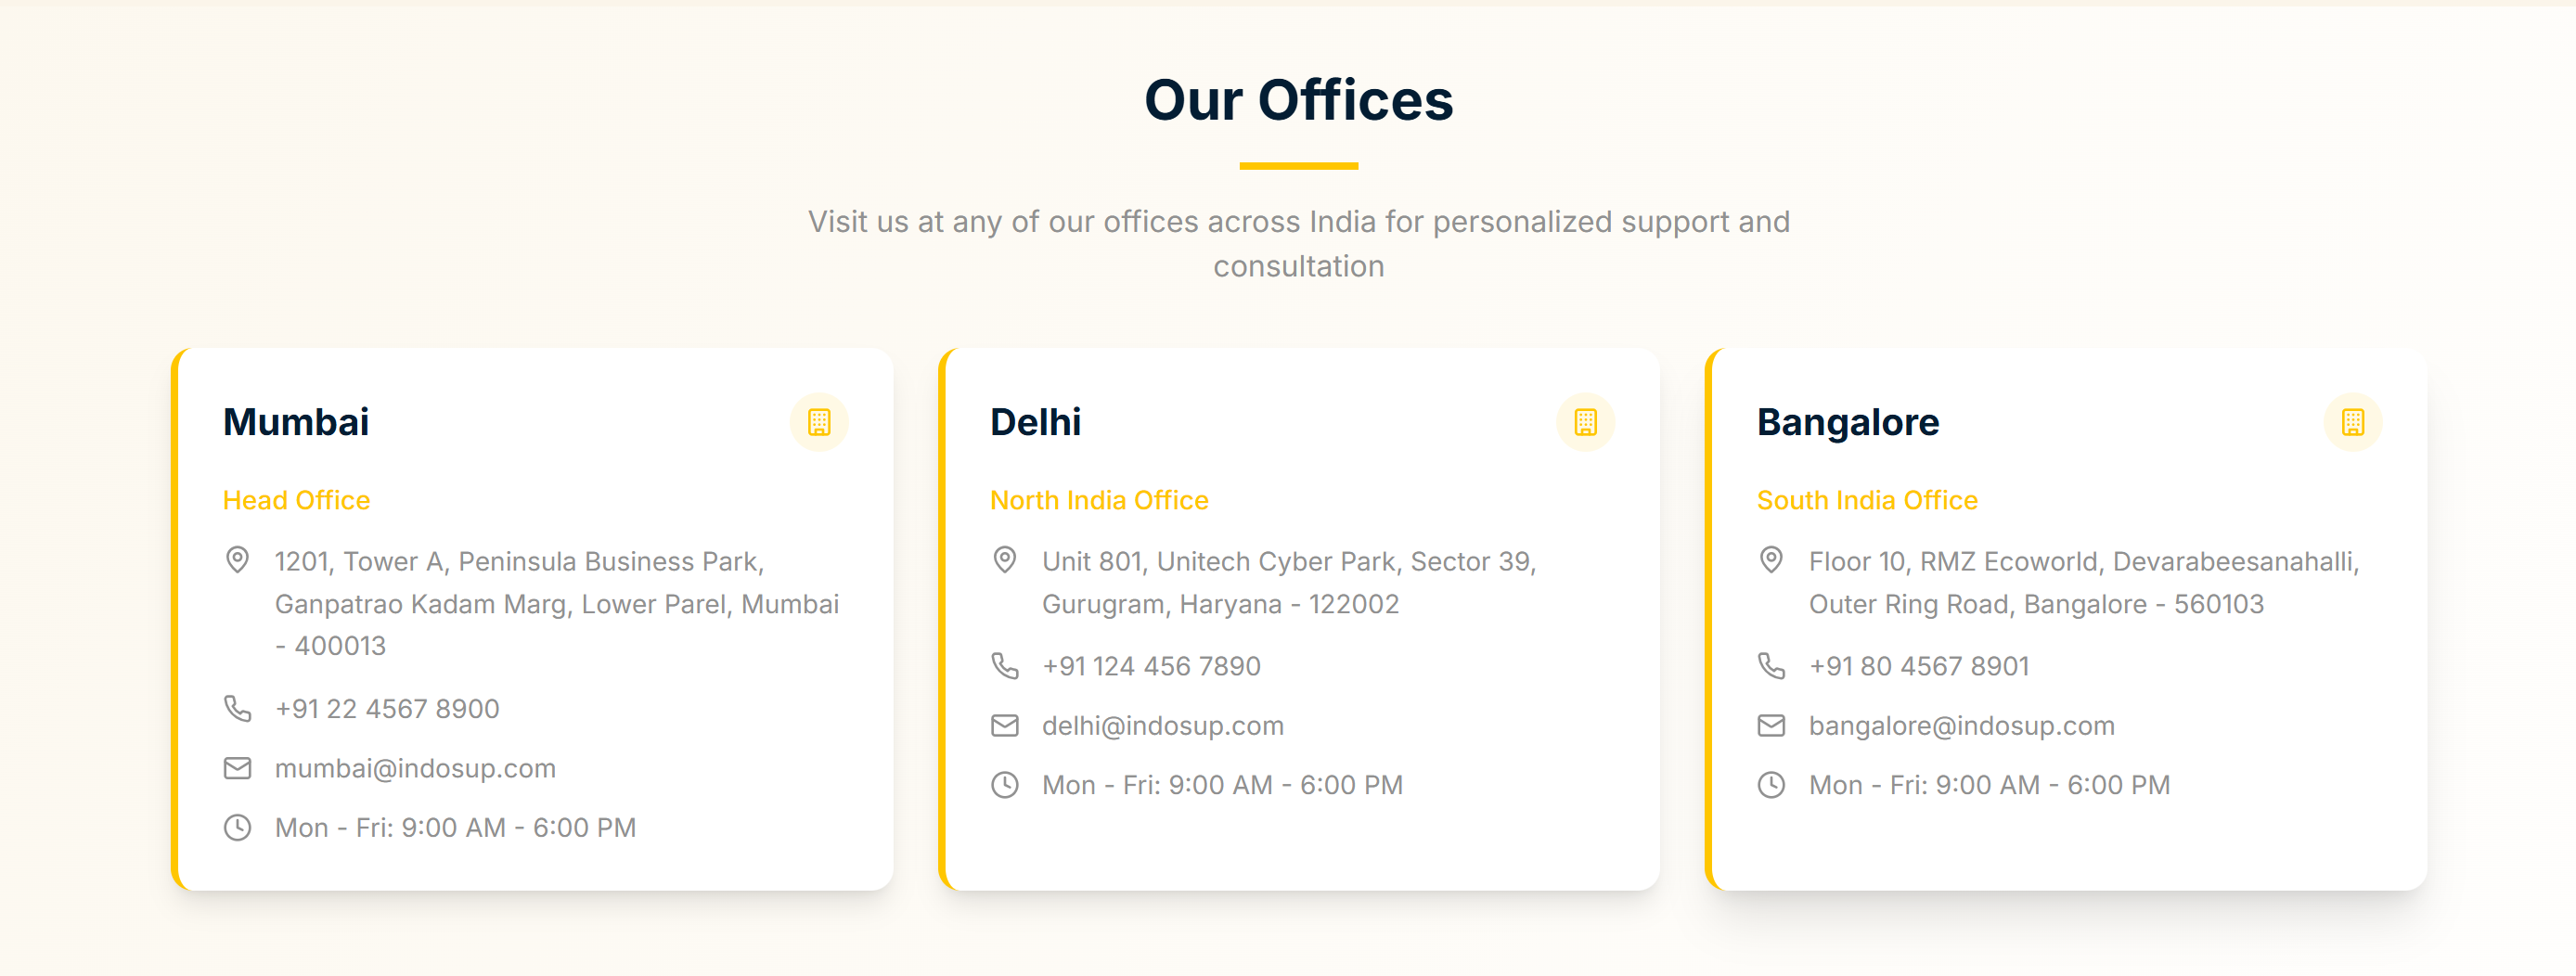 Our Offices
Visit us at any of our offices across India for personalized support and
consultation
Mumbai
Head Office
1201, Tower A, Peninsula Business Park,
Ganpatrao Kadam Marg, Lower Parel, Mumbai
- 400013
+91 22 4567 8900
mumbai@indosup.com
Mon - Fri: 9:00 AM - 6:00 PM
Delhi
North India Office
Unit 801, Unitech Cyber Park, Sector 39,
Gurugram, Haryana - 122002
+91 124 456 7890
delhi@indosup.com
Mon - Fri: 9:00 AM - 6:00 PM
Bangalore
South India Office
Floor 10, RMZ Ecoworld, Devarabeesanahalli,
Outer Ring Road, Bangalore - 560103
+91 80 4567 8901
bangalore@indosup.com
Mon - Fri: 9:00 AM - 6:00 PM